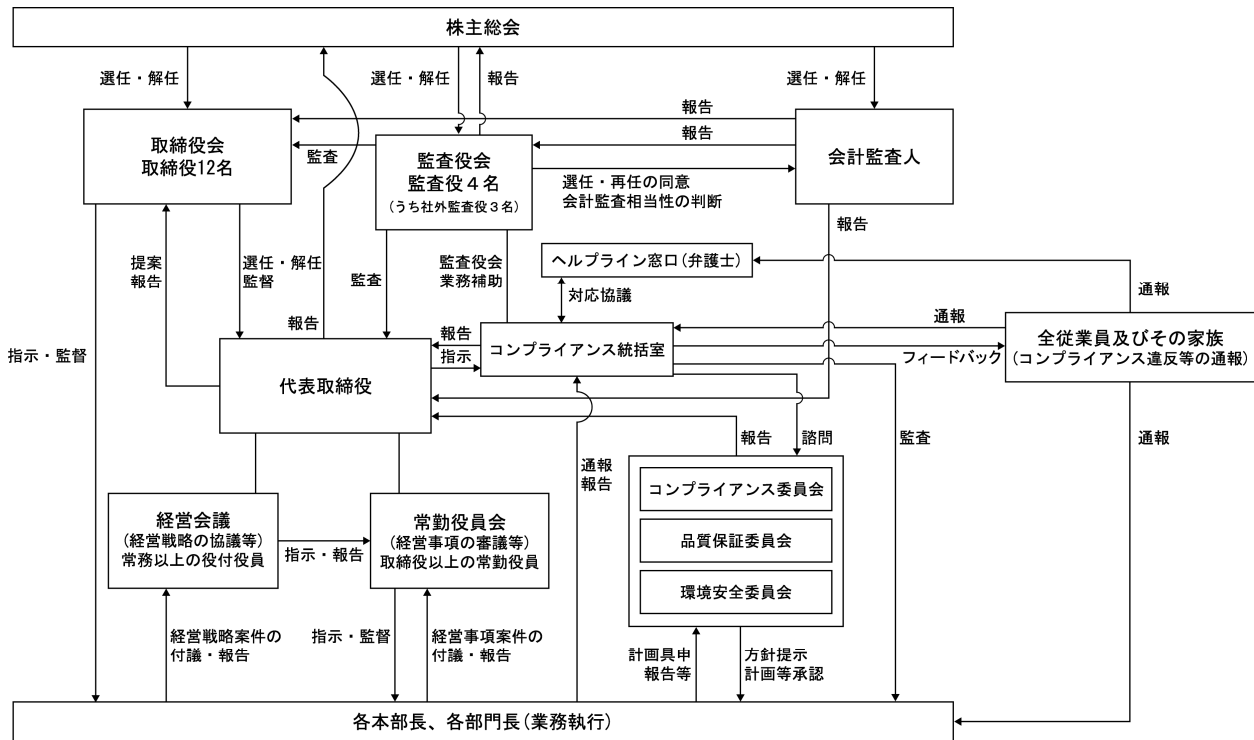 株主総会
選任・解任
選任・解任
報告
選任・解任
報告
報告
取締役会
取締役12名
監査
監査役会
監査役4名
(うち社外監査役3名)
会計監査人
選任・再任の同意
会計監査相当性の判断
報告
提案
報告
選任・解任
監督
監査
監査役会
業務補助
ヘルプライン窓口(弁護士)
対応協議
通報
報告
指示・監督
報告
指示
コンプライアンス統括室
通報
フィードバック
全従業員及びその家族
(コンプライアンス違反等の通報)
代表取締役
報告
諮問
監査
通報
通報
報告
経営会議
(経営戦略の協議等)
常務以上の役付役員
指示・報告
常勤役員会
(経営事項の審議等)
取締役以上の常勤役員
コンプライアンス委員会
品質保証委員会
環境安全委員会
経営戦略案件の
付議・報告
指示・監督
経営事項案件の
付議・報告
計画具申
報告等
方針提示
計画等承認
各本部長、各部門長(業務執行)